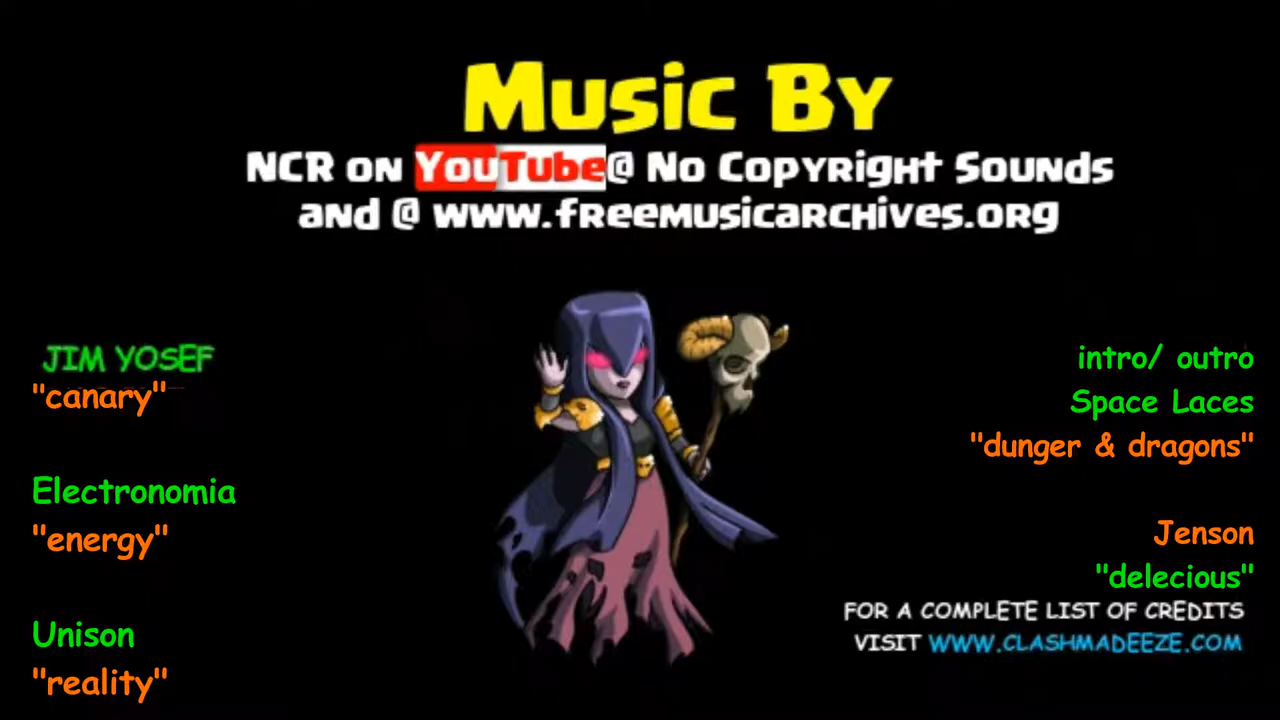 Music By
NCR on YouTube@ No Copyright Sounds
and @ www.freemusicarchives.org
JIM YOSEF
"canary"
Electronomia
"energy"
Unison
"reality"
intro/ outro
Space Laces
"dunger & dragons"
Jenson
"delecious"
FOR A COMPLETE LIST OF CREDITS
VISIT WWW.CLASHMADEEZE.COM